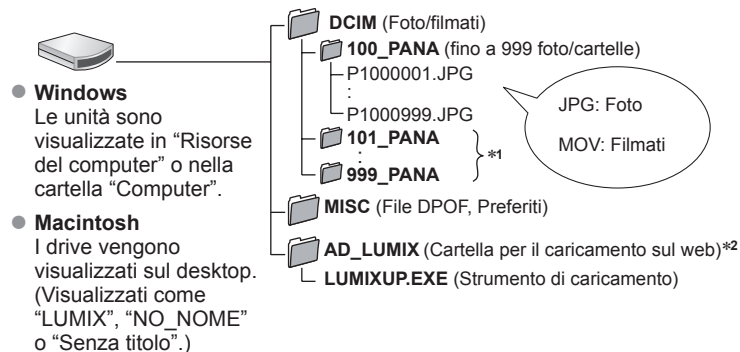 ● Windows
Le unità sono
visualizzate in “Risorse
del computer” o nella
cartella “Computer”.
● Macintosh
I drive vengono
visualizzati sul desktop.
(Visualizzati come
“LUMIX”, “NO_NOME”
o “Senza titolo”.)
DCIM (Foto/filmati)
100_PANA (fino a 999 foto/cartelle)
P1000001.JPG
:
P1000999.JPG
101_PANA
:
999_PANA
*1
JPG: Foto
MOV: Filmati
MISC (File DPOF, Preferiti)
AD_LUMIX (Cartella per il caricamento sul web)*2
LUMIXUP.EXE (Strumento di caricamento)